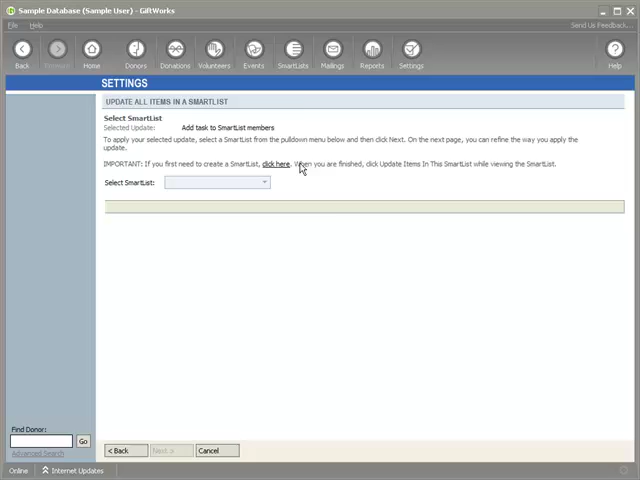 Sample Database (Sample User) - GiftWorks
File Help Send Us Feedback...
Back Forward Home Donors Donations Volunteers Events SmartLists Mailings Reports Settings Help
SETTINGS
UPDATE ALL ITEMS IN A SMARTLIST
Select SmartList
Selected Update: Add task to SmartList members
To apply your selected update, select a SmartList from the pulldown menu below and then click Next. On the next page, you can refine the way you apply the
update.
IMPORTANT: If you first need to create a SmartList, click here. When you are finished, click Update Items In This SmartList while viewing the SmartList.
Select SmartList:
Find Donor:
Go
Advanced Search
< Back Next > Cancel
Online Internet Updates